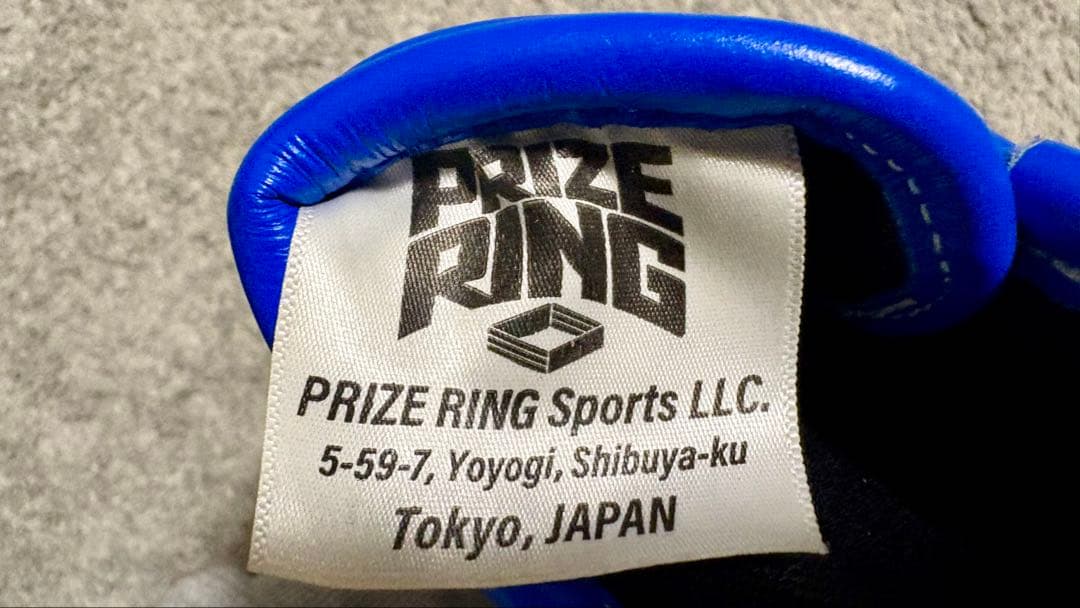 PRIZE
RING
PRIZE RING Sports LLC.
5-59-7, Yoyogi, Shibuya-ku
Tokyo, JAPAN